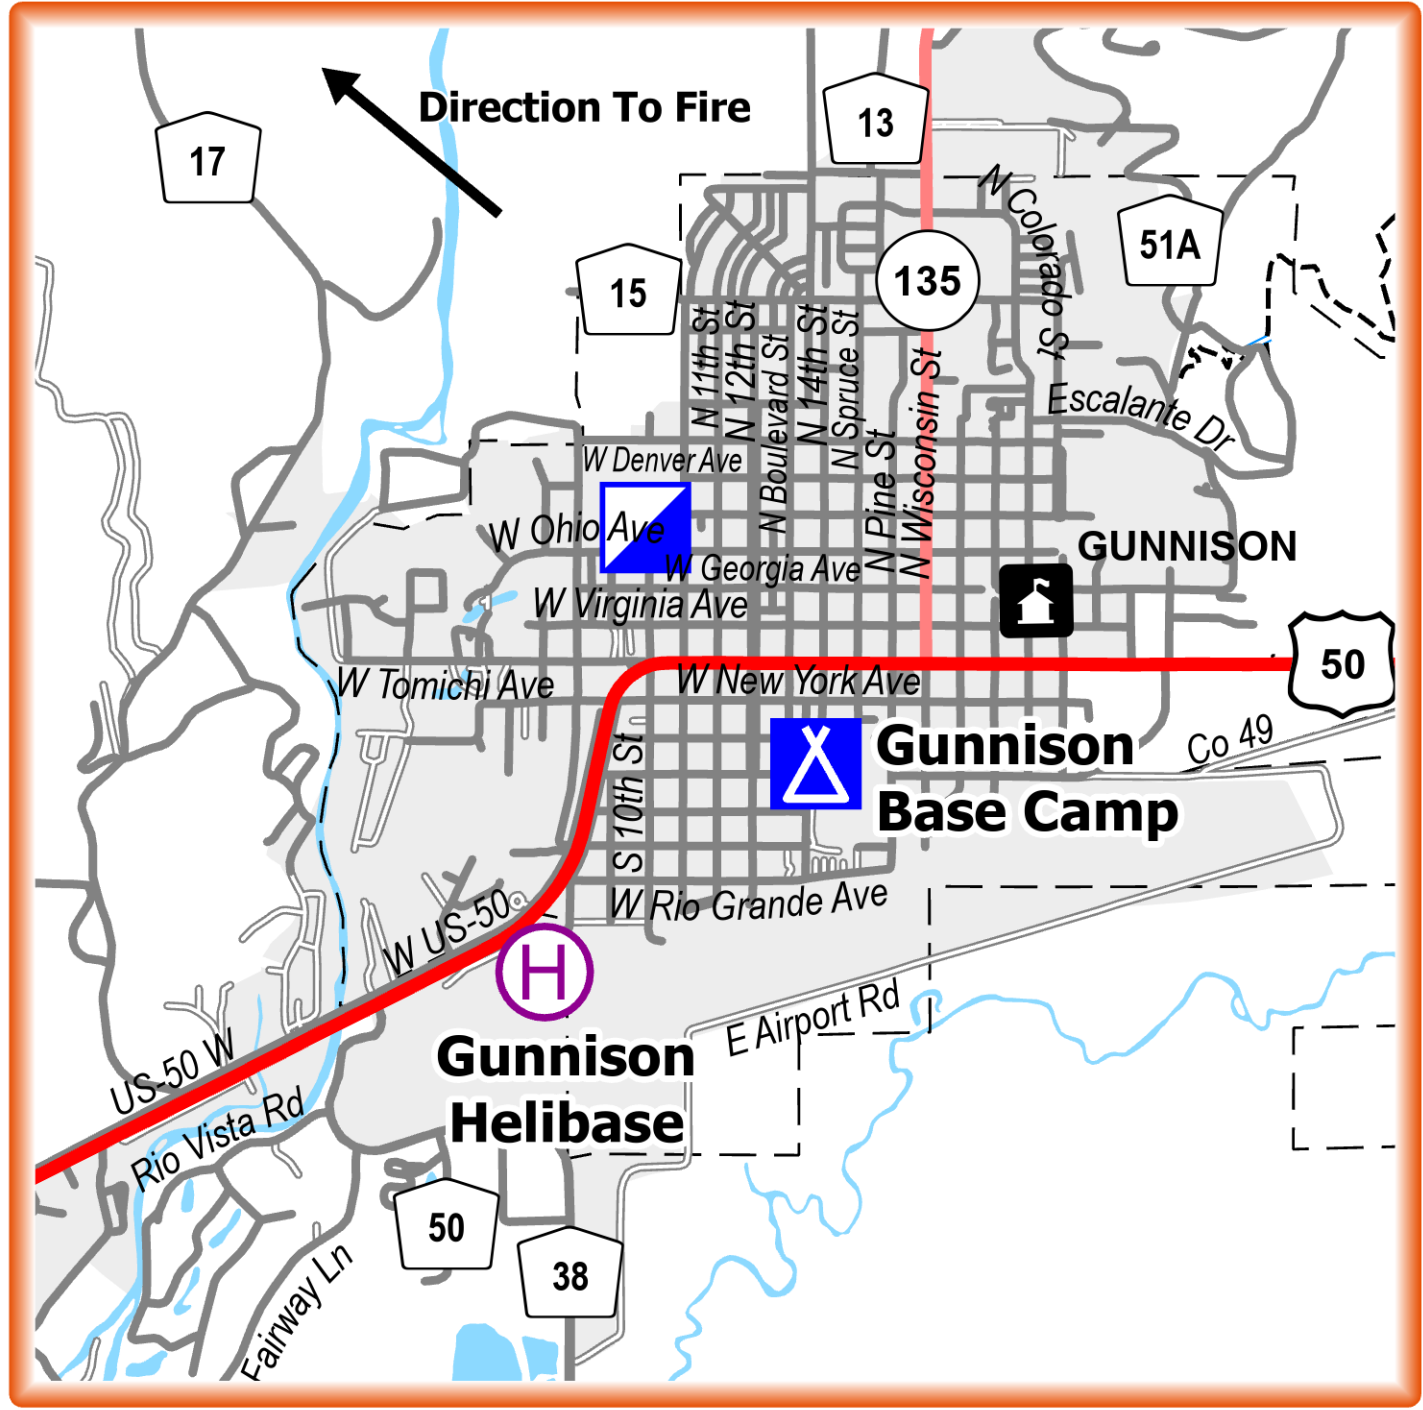 Direction To Fire
13
17
N Colorapo St
51A
135
15
N 11th St
N 12th St
N Boulevard St
N 14th St
N Spruce St
N Pine St
N Wisconsin St
Escalante Dr
W Denver Ave
W Ohio Ave
GUNNISON
W Georgia Ave
W Virginia Ave
50
W Tomichi Ave
W New York Ave
Gunnison
Base Camp
Co 49
S 10th St
W Rio Grande Ave
W US-50
H
E Airport Rd
Gunnison
Helibase
US-50 W
Rio Vista Rd
50
38
Fairway Ln